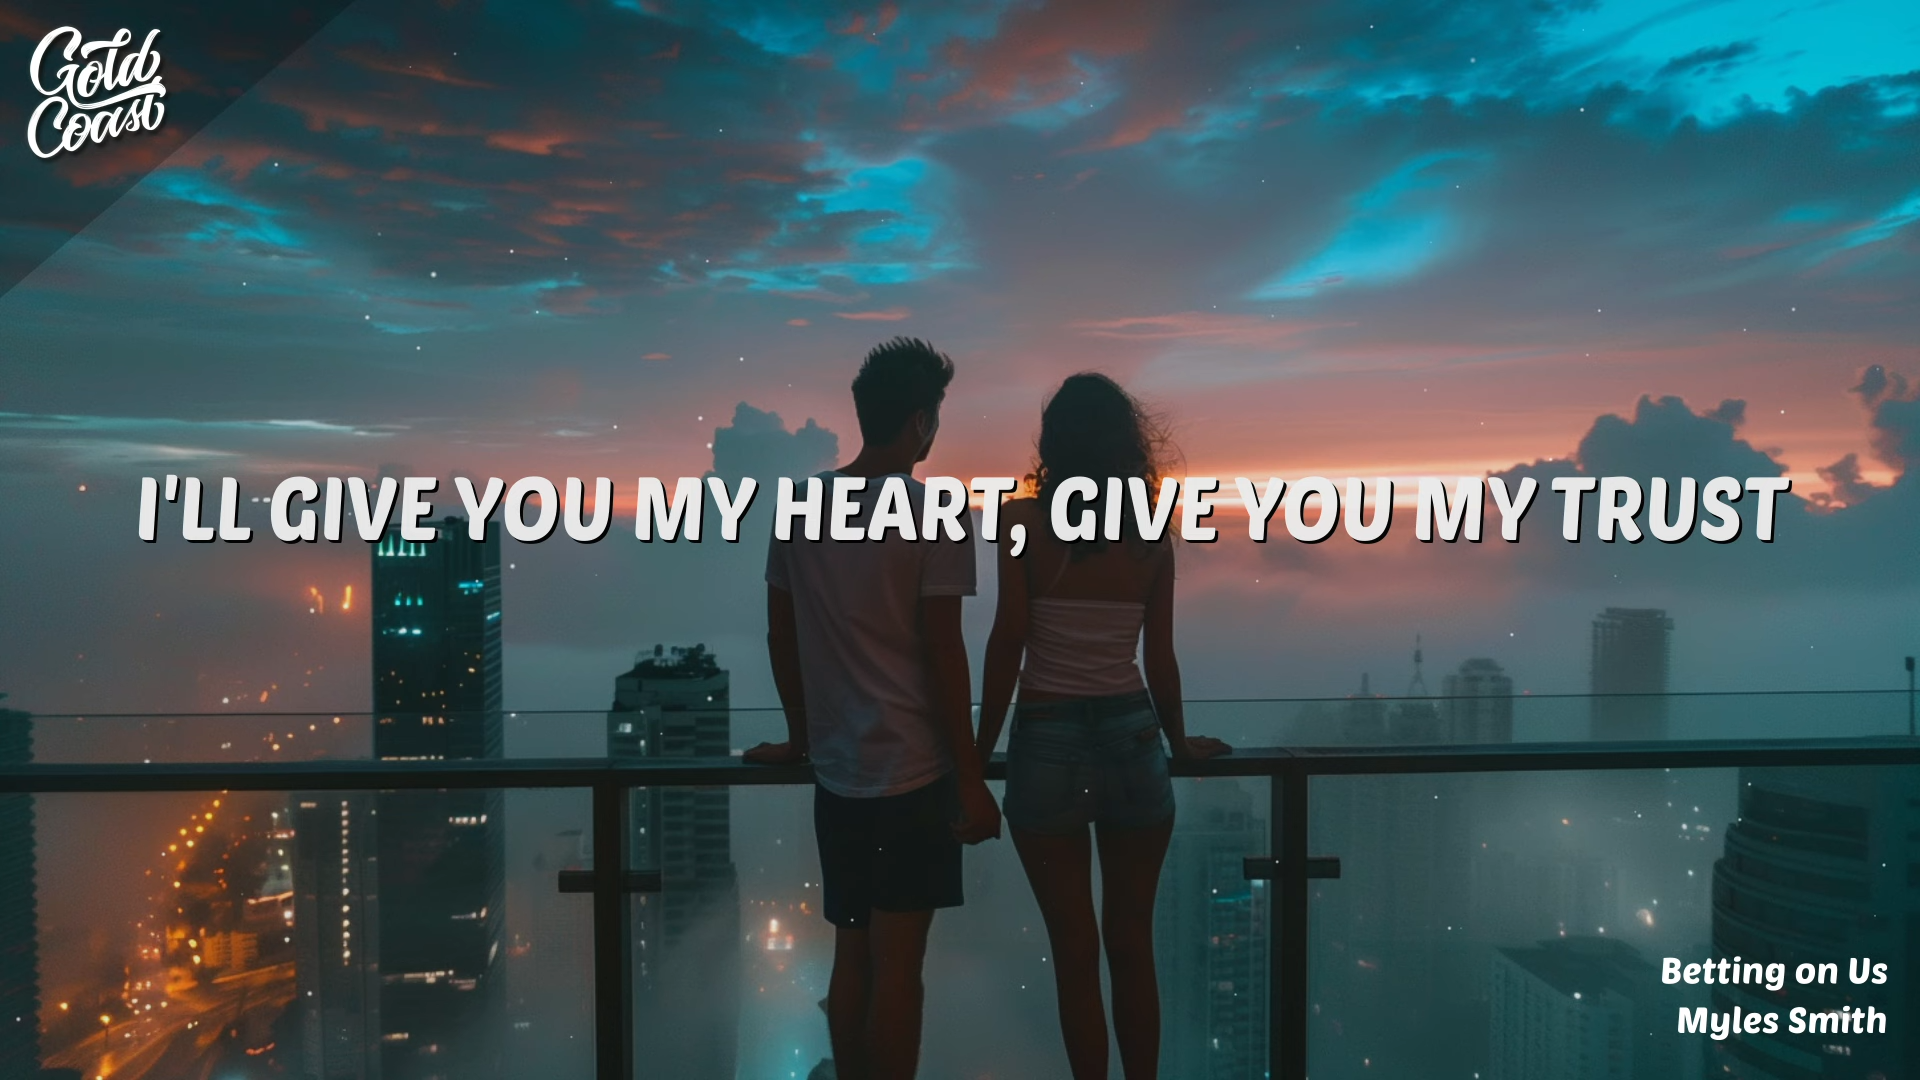 Gold
Coast
I'LL GIVE YOU MY HEART, GIVE YOU MY TRUST
Betting on Us
Myles Smith